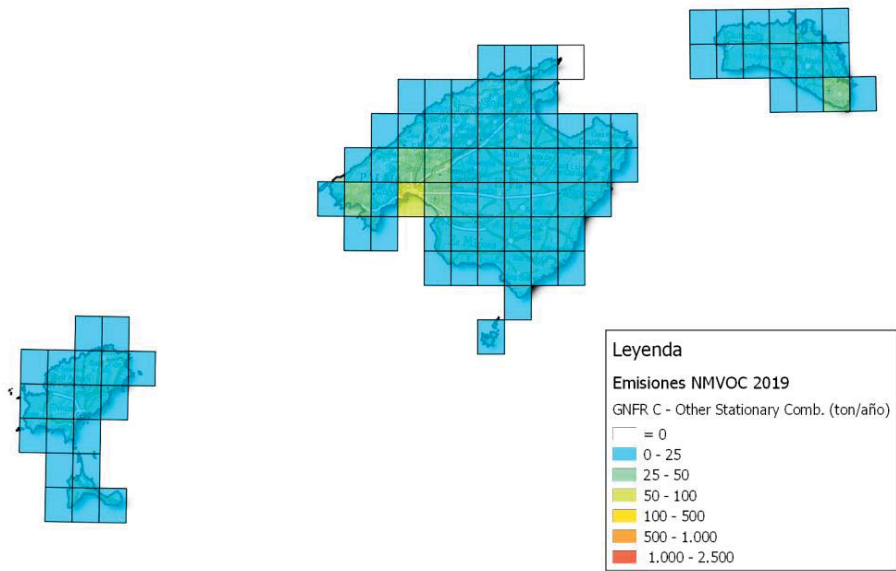 Leyenda
Emisiones NMVOC 2019
GNFR C - Other Stationary Comb. (ton/año)
= 0
0 - 25
25 - 50
50 - 100
100 - 500
500 - 1.000
1.000 - 2.500